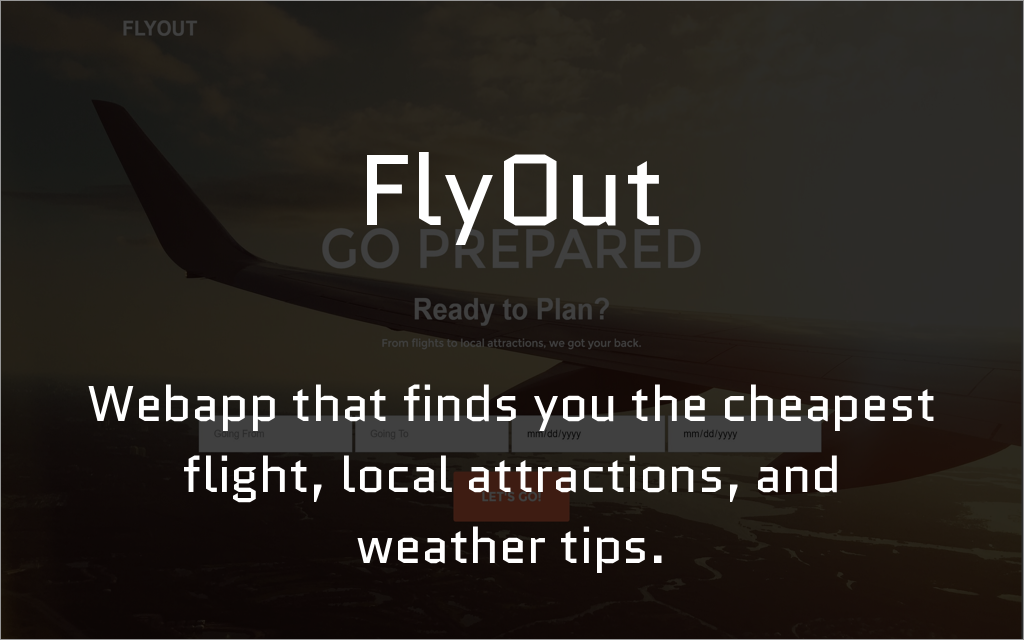 FLYOUT
FlyOut
GO PREPARED
Ready to Plan?
From flights to local attractions, we got your back.
Webapp that finds you the cheapest
Going From Going To mm/dd/yyyy mm/dd/yyyy
flight, local attractions, and
LET'S GO!
weather tips.